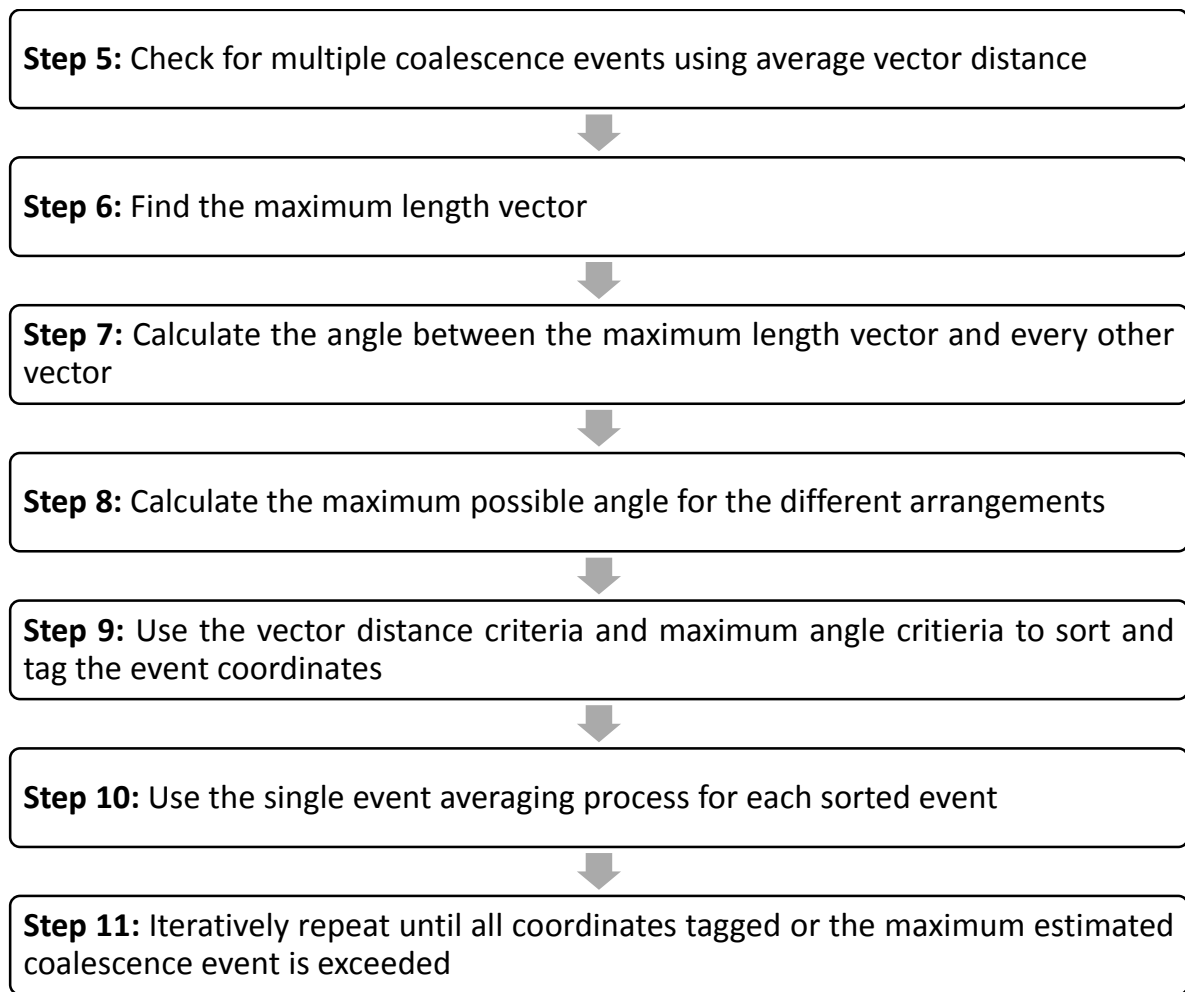 Step 5: Check for multiple coalescence events using average vector distance
Step 6: Find the maximum length vector
Step 7: Calculate the angle between the maximum length vector and every other
vector
Step 8: Calculate the maximum possible angle for the different arrangements
Step 9: Use the vector distance criteria and maximum angle critieria to sort and
tag the event coordinates
Step 10: Use the single event averaging process for each sorted event
Step 11: Iteratively repeat until all coordinates tagged or the maximum estimated
coalescence event is exceeded